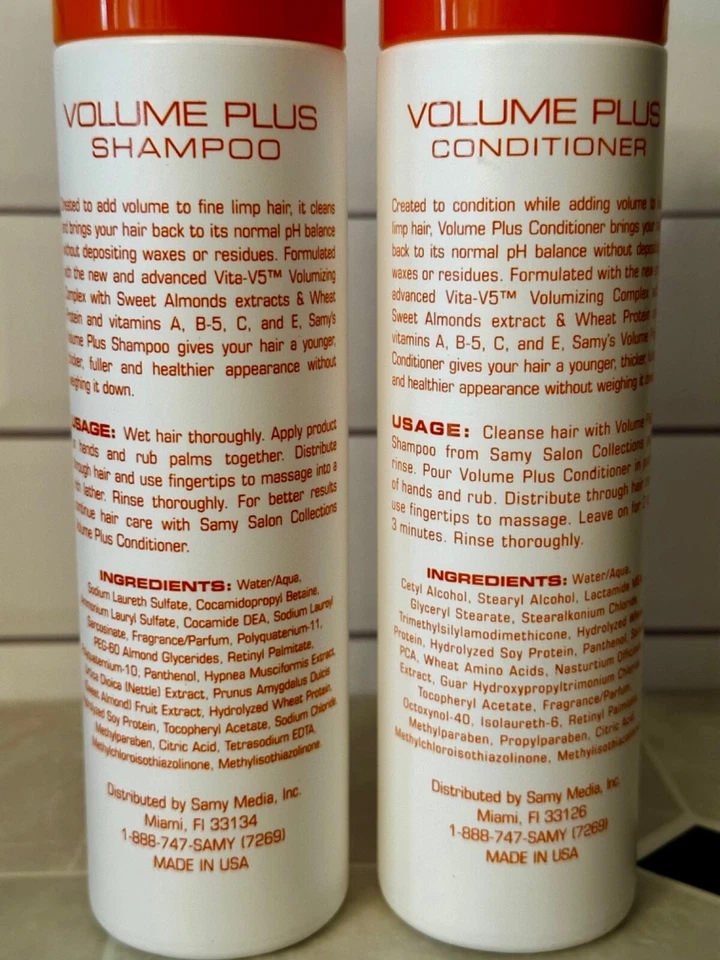 VOLUME PLUS
SHAMPOO
to add volume to fine limp hair, it cleans
brings your hair back to its normal pH balance
depositing waxes or residues. Formulated
the new and advanced Vita-V5™ Volumizing
with Sweet Almonds extracts & Wheat
and vitamins A, B-5, C, and E, Samy's
Plus Shampoo gives your hair a younger,
fuller and healthier appearance without
it down.
USAGE: Wet hair thoroughly. Apply product
hands and rub palms together. Distribute
hair and use fingertips to massage into a
lather. Rinse thoroughly. For better results
hair care with Samy Salon Collections
Plus Conditioner.
INGREDIENTS: Water/Aqua,
Sodium Laureth Sulfate, Cocamidopropyl Betaine,
Ammonium Lauryl Sulfate, Cocamide DEA, Sodium Lauroyl
Sarcosinate, Fragrance/Parfum, Polyquaternium-11,
PEG-60 Almond Glycerides, Retinyl Palmitate,
Panthenol, Hypnea Musciformis Extract,
Urtica Dioica (Nettle) Extract, Prunus Amygdalus Dulcis
(Sweet Almond) Fruit Extract, Hydrolyzed Wheat Protein,
Soy Protein, Tocopheryl Acetate, Sodium Chloride,
Methylparaben, Citric Acid, Tetrasodium EDTA,
Methylchloroisothiazolinone, Methylisothiazolinone.
Distributed by Samy Media, Inc.
Miami, Fl 33134
1-888-747-SAMY (7269)
MADE IN USA
VOLUME PLUS
CONDITIONER
Created to condition while adding volume
limp hair, Volume Plus Conditioner brings your
back to its normal pH balance without
waxes or residues. Formulated with the new
advanced Vita-V5™ Volumizing Complex
Sweet Almonds extract & Wheat Protein
vitamins A, B-5, C, and E, Samy's Volume
Conditioner gives your hair a younger, thicker,
and healthier appearance without weighing it
USAGE: Cleanse hair with Volume
Shampoo from Samy Salon Collections
rinse. Pour Volume Plus Conditioner in
of hands and rub. Distribute through hair
use fingertips to massage. Leave on for
3 minutes. Rinse thoroughly.
INGREDIENTS: Water/Aqua,
Cetyl Alcohol, Stearyl Alcohol, Lactamide
Glyceryl Stearate, Stearalkonium Chloride,
Trimethylsilylamodimethicone, Hydrolyzed
Protein, Hydrolyzed Soy Protein, Panthenol,
PCA, Wheat Amino Acids, Nasturtium
Extract, Guar Hydroxypropyltrimonium
Tocopheryl Acetate, Fragrance/Parfum,
Octoxynol-40, Isolaureth-6, Retinyl
Methylparaben, Propylparaben, Citric Acid,
Methylchloroisothiazolinone,
Distributed by Samy Media, Inc.
Miami, Fl 33126
1-888-747-SAMY (7269)
MADE IN USA